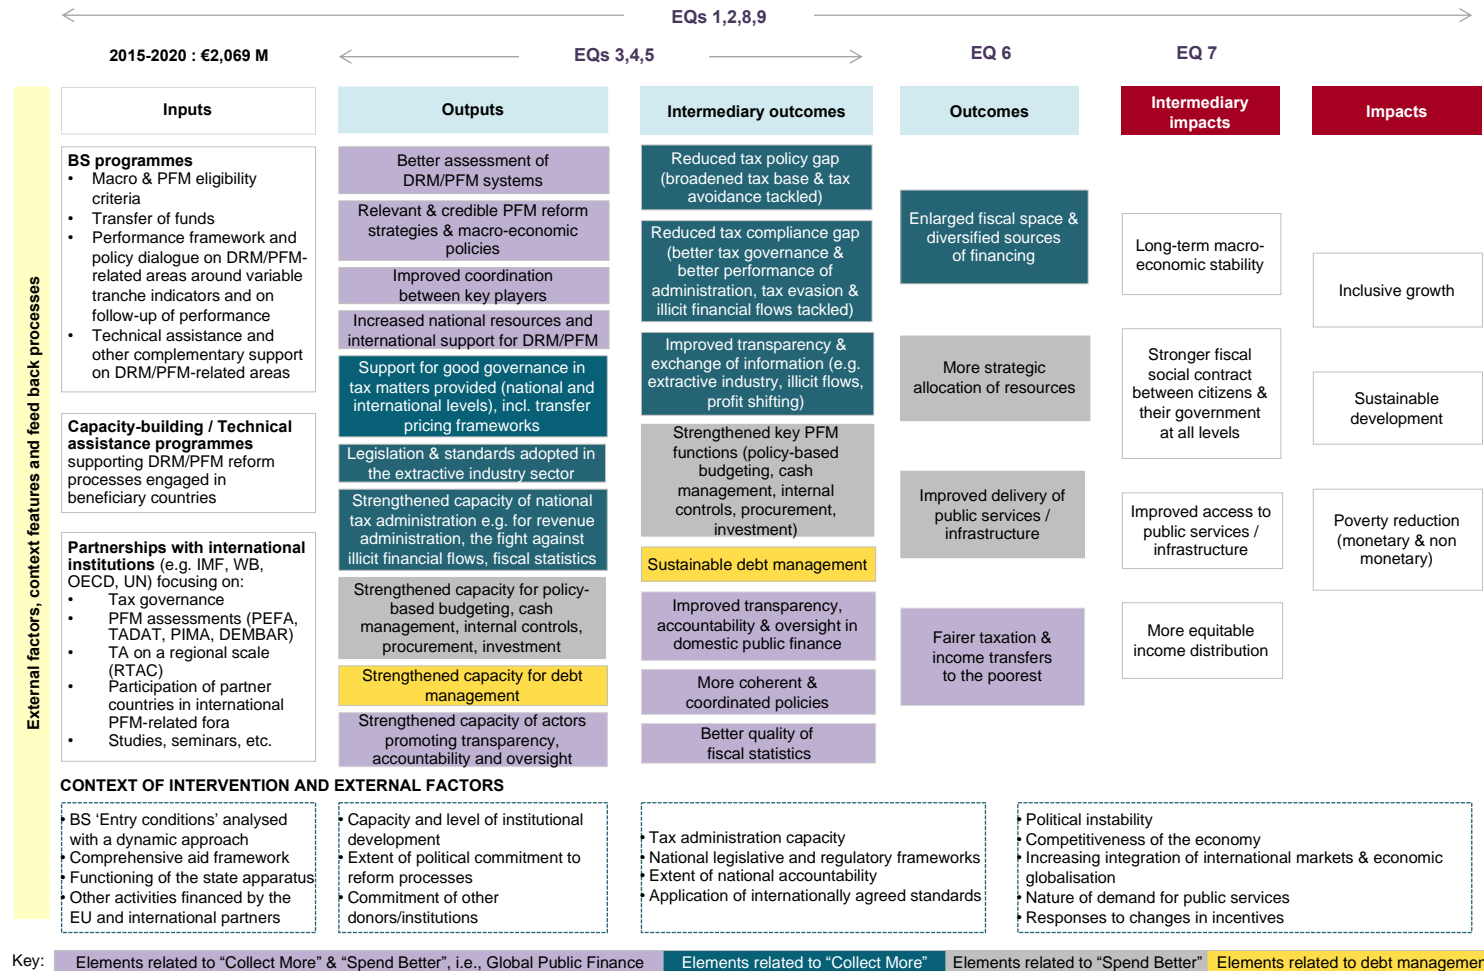 EQs 1,2,8,9
2015-2020 : €2,069 M
EQs 3,4,5
EQ 6
EQ 7
External factors, context features and feed back processes
Inputs
BS programmes
• Macro & PFM eligibility
criteria
• Transfer of funds
• Performance framework and
policy dialogue on DRM/PFM-
related areas around variable
tranche indicators and on
follow-up of performance
• Technical assistance and
other complementary support
on DRM/PFM-related areas
Capacity-building / Technical
assistance programmes
supporting DRM/PFM reform
processes engaged in
beneficiary countries
Partnerships with international
institutions (e.g. IMF, WB,
OECD, UN) focusing on:
• Tax governance
• PFM assessments (PEFA,
TADAT, PIMA, DEMBAR)
• TA on a regional scale
(RTAC)
• Participation of partner
countries in international
PFM-related fora
• Studies, seminars, etc.
Outputs
Better assessment of
DRM/PFM systems
Relevant & credible PFM reform
strategies & macro-economic
policies
Improved coordination
between key players
Increased national resources and
international support for DRM/PFM
Support for good governance in
tax matters provided (national and
international levels), incl. transfer
pricing frameworks
Legislation & standards adopted in
the extractive industry sector
Strengthened capacity of national
tax administration e.g. for revenue
administration, the fight against
illicit financial flows, fiscal statistics
Strengthened capacity for policy-
based budgeting, cash
management, internal controls,
procurement, investment
Strengthened capacity for debt
management
Strengthened capacity of actors
promoting transparency,
accountability and oversight
Intermediary outcomes
Reduced tax policy gap
(broadened tax base & tax
avoidance tackled)
Reduced tax compliance gap
(better tax governance &
better performance of
administration, tax evasion &
illicit financial flows tackled)
Improved transparency &
exchange of information (e.g.
extractive industry, illicit flows,
profit shifting)
Strengthened key PFM
functions (policy-based
budgeting, cash
management, internal
controls, procurement,
investment)
Sustainable debt management
Improved transparency,
accountability & oversight in
domestic public finance
More coherent &
coordinated policies
Better quality of
fiscal statistics
Outcomes
Enlarged fiscal space &
diversified sources
of financing
More strategic
allocation of resources
Improved delivery of
public services /
infrastructure
Fairer taxation &
income transfers
to the poorest
Intermediary
impacts
Long-term macro-
economic stability
Stronger fiscal
social contract
between citizens &
their government
at all levels
Improved access to
public services /
infrastructure
More equitable
income distribution
Impacts
Inclusive growth
Sustainable
development
Poverty reduction
(monetary & non
monetary)
CONTEXT OF INTERVENTION AND EXTERNAL FACTORS
• BS ‘Entry conditions’ analysed
with a dynamic approach
• Comprehensive aid framework
• Functioning of the state apparatus
• Other activities financed by the
EU and international partners
• Capacity and level of institutional
development
• Extent of political commitment to
reform processes
• Commitment of other
donors/institutions
• Tax administration capacity
• National legislative and regulatory frameworks
• Extent of national accountability
• Application of internationally agreed standards
• Political instability
• Competitiveness of the economy
• Increasing integration of international markets & economic
globalisation
• Nature of demand for public services
• Responses to changes in incentives
Key:
Elements related to “Collect More” & “Spend Better”, i.e., Global Public Finance
Elements related to “Collect More”
Elements related to “Spend Better”
Elements related to debt managemen